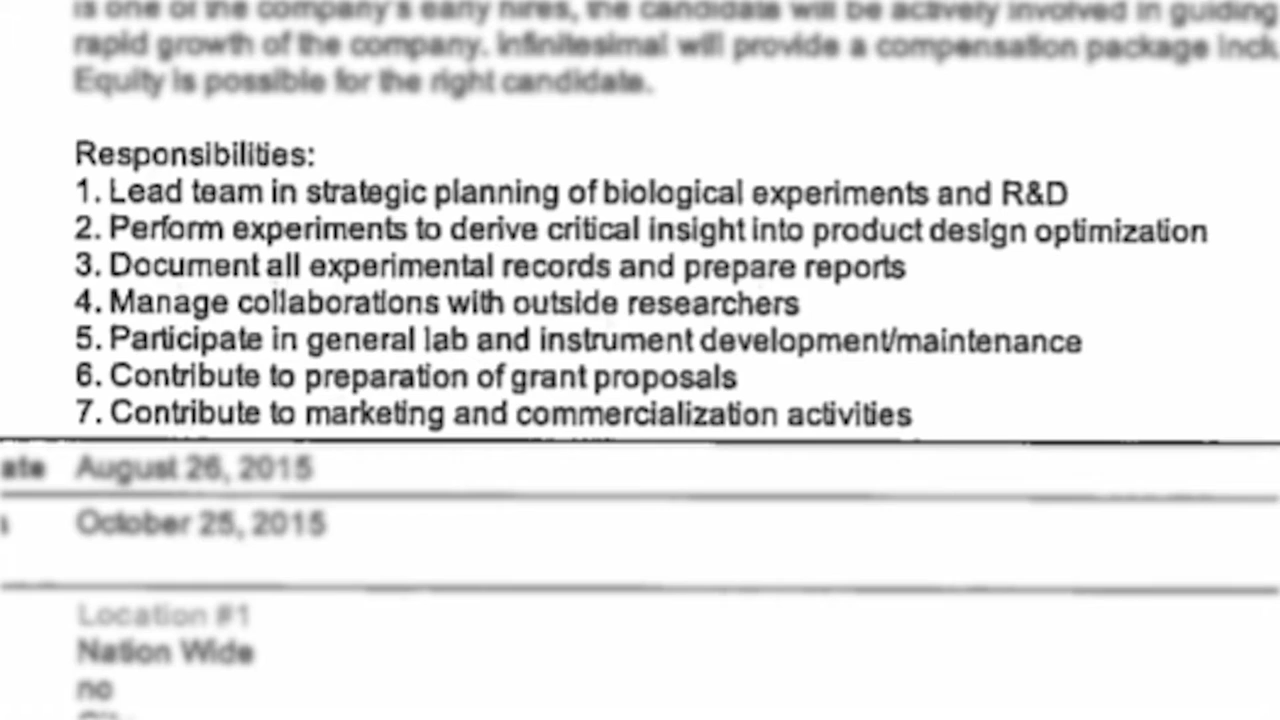 is one of the company's early hires, the candidate will be actively involved in guiding
rapid growth of the company. Infinitesimal will provide a compensation package
Equity is possible for the right candidate.
Responsibilities:
1. Lead team in strategic planning of biological experiments and R&D
2. Perform experiments to derive critical insight into product design optimization
3. Document all experimental records and prepare reports
4. Manage collaborations with outside researchers
5. Participate in general lab and instrument development/maintenance
6. Contribute to preparation of grant proposals
7. Contribute to marketing and commercialization activities
ate August 26, 2015
s October 25, 2015
Location #1
Nation Wide
no